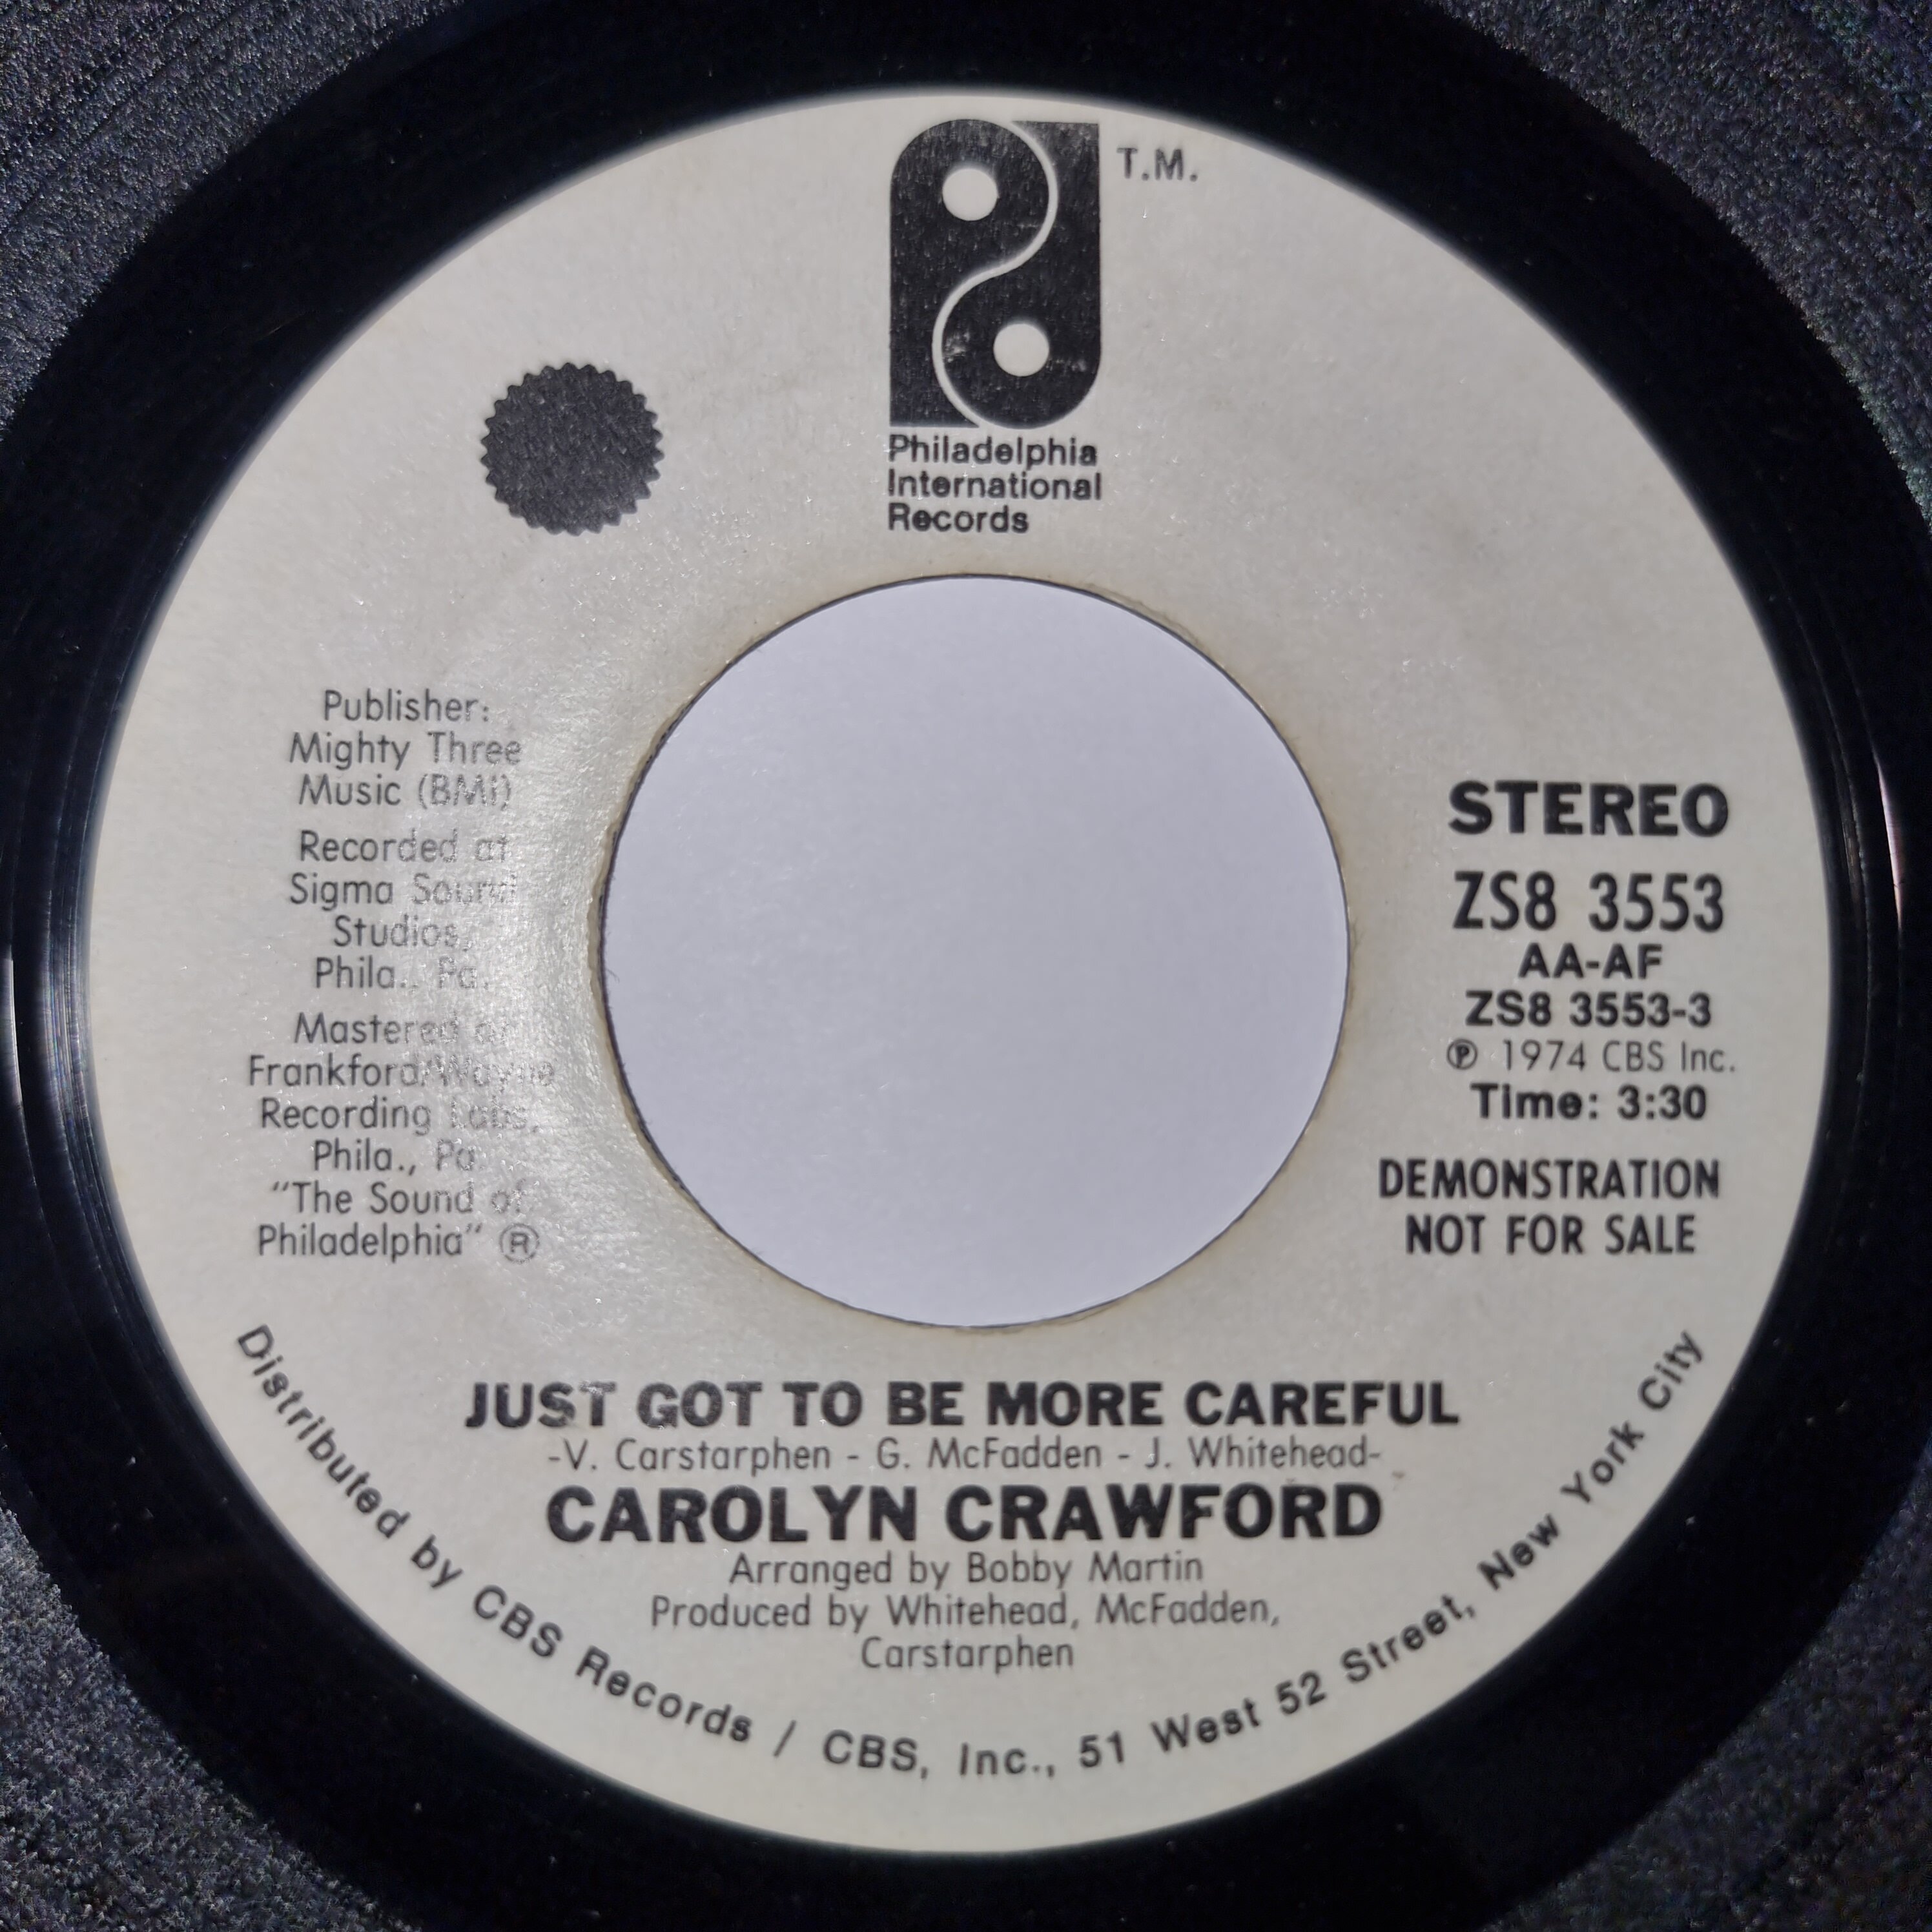 T.M.
Philadelphia
International
Records
Publisher:
Mighty Three
Music (BMi)
Recorded at
Sigma Sound
Studios,
Phila., Pa.
Mastered at
Frankford/Wayne
Recording Labs,
Phila., Pa.
"The Sound of
Philadelphia" ®
STEREO
ZS8 3553
AA-AF
ZS8 3553-3
℗ 1974 CBS Inc.
Time: 3:30
DEMONSTRATION
NOT FOR SALE
JUST GOT TO BE MORE CAREFUL
-V. Carstarphen - G. McFadden - J. Whitehead-
CAROLYN CRAWFORD
Arranged by Bobby Martin
Produced by Whitehead, McFadden,
Carstarphen
Distributed by CBS Records / CBS, Inc., 51 West 52 Street, New York City